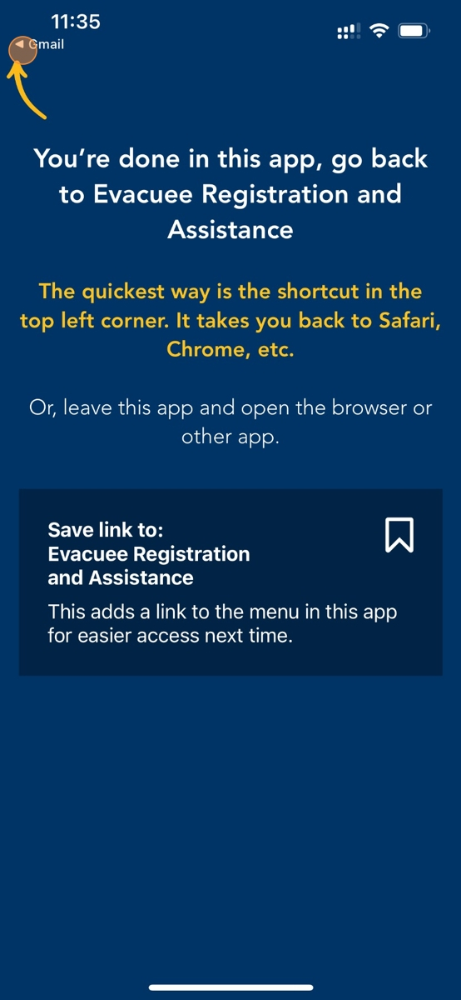 11:35
◀ Gmail
You’re done in this app, go back
to Evacuee Registration and
Assistance
The quickest way is the shortcut in the
top left corner. It takes you back to Safari,
Chrome, etc.
Or, leave this app and open the browser or
other app.
Save link to:
Evacuee Registration
and Assistance
This adds a link to the menu in this app
for easier access next time.